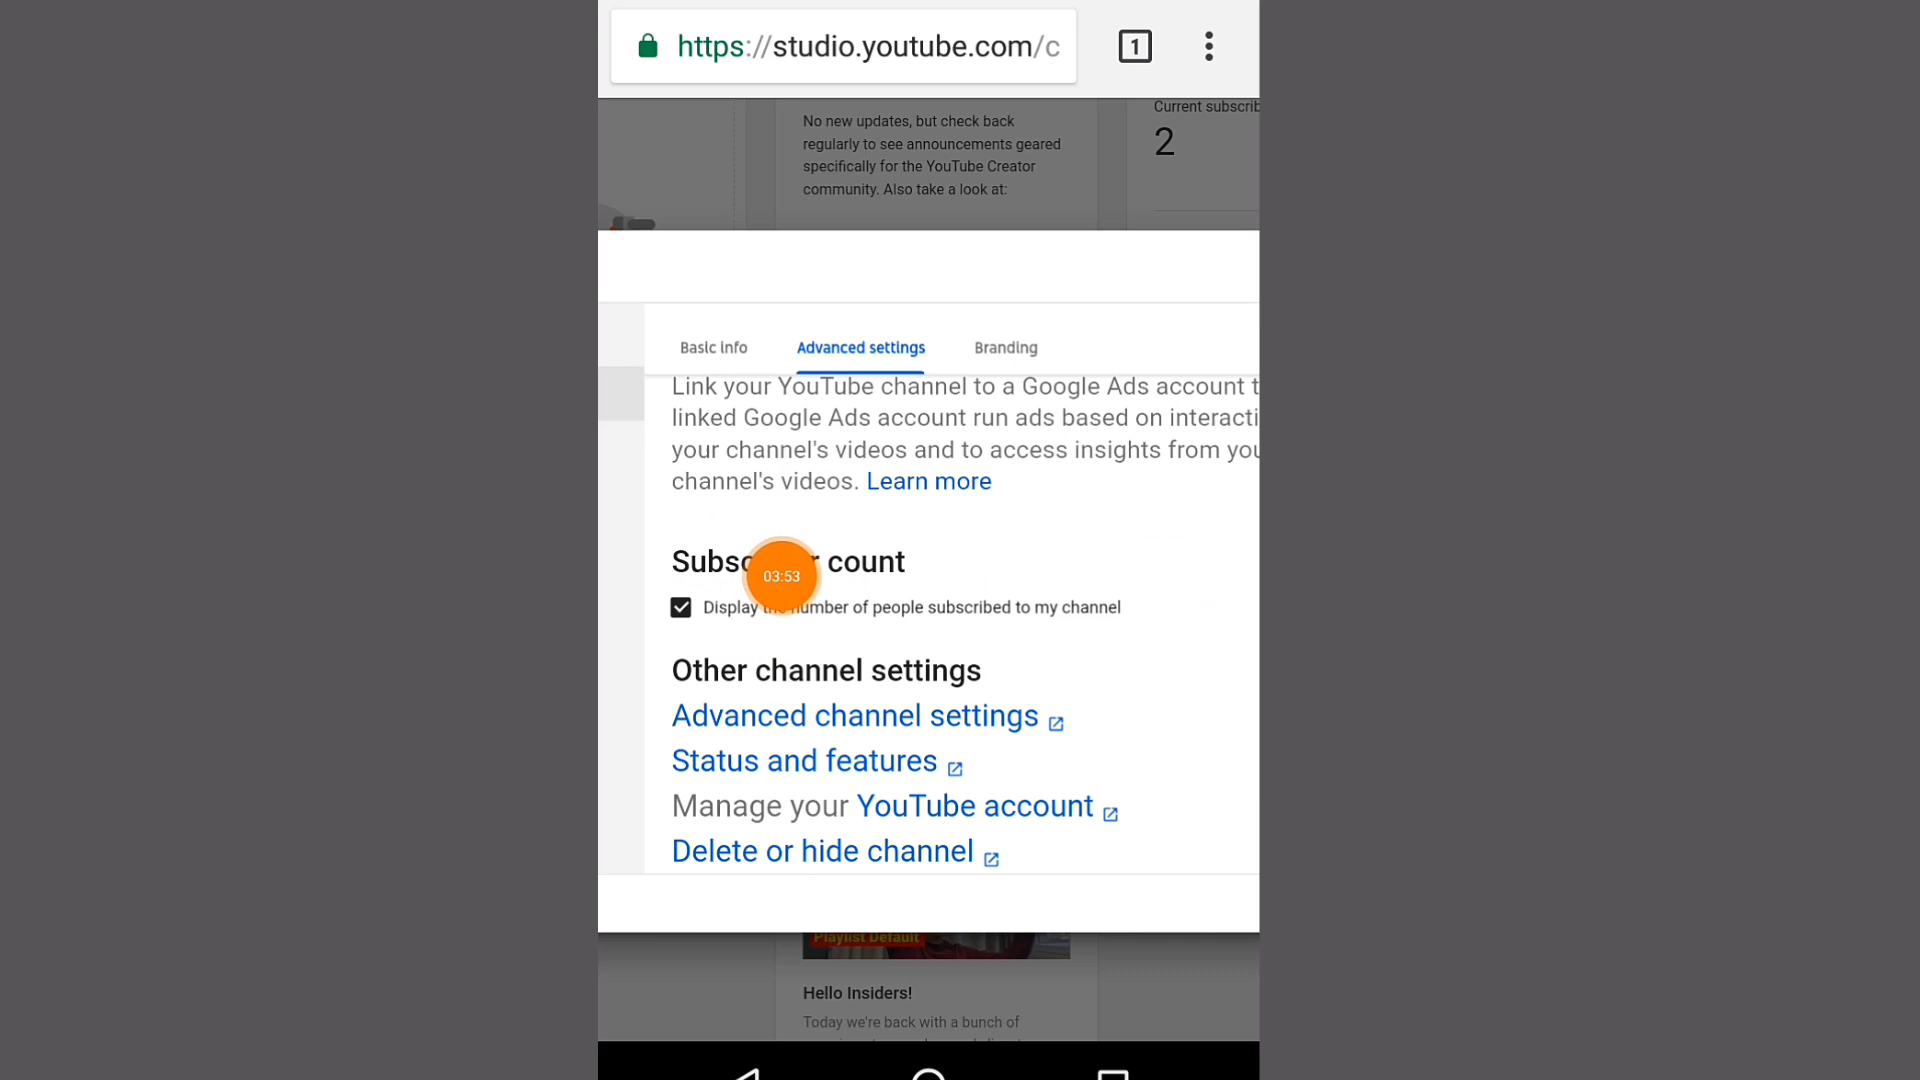 https://studio.youtube.com/c
1
No new updates, but check back
regularly to see announcements geared
specifically for the YouTube Creator
community. Also take a look at:
Current subscrib
2
Basic info Advanced settings Branding
Link your YouTube channel to a Google Ads account t
linked Google Ads account run ads based on interacti
your channel's videos and to access insights from you
channel's videos. Learn more
count
03:53
Display number of people subscribed to my channel
Other channel settings
Advanced channel settings
Status and features
Manage your YouTube account
Delete or hide channel
Playlist Default
Hello Insiders!
Today we're back with a bunch of